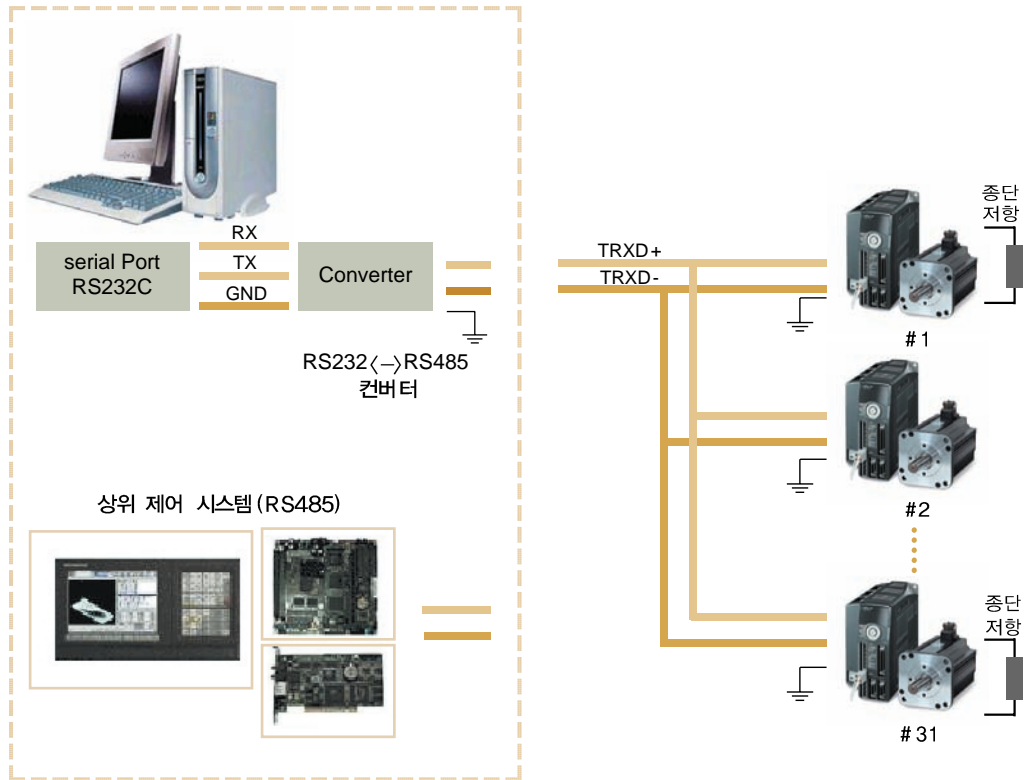 RX
serial Port
RS232C
TX
GND
Converter
RS232〈–〉RS485
컨버터
상위 제어 시스템(RS485)
TRXD+
TRXD-
종단
저항
#1
#2
종단
저항
#31